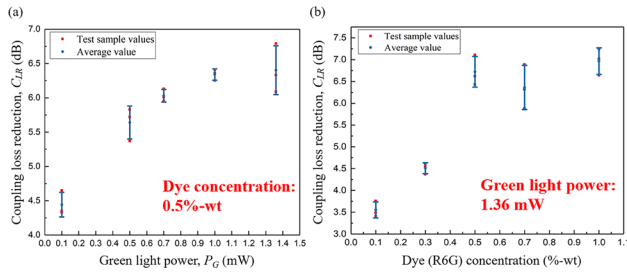 (a)
7.0
6.5
6.0
5.5
5.0
4.5
4.0
Coupling loss reduction, C_LR (dB)
Test sample values
Average value
Dye concentration:
0.5%-wt
0.0 0.1 0.2 0.3 0.4 0.5 0.6 0.7 0.8 0.9 1.0 1.1 1.2 1.3 1.4 1.5
Green light power, P_G (mW)
(b)
7.5
7.0
6.5
6.0
5.5
5.0
4.5
4.0
3.5
3.0
Coupling loss reduction, C_LR (dB)
Test sample values
Average value
Green light power:
1.36 mW
0.0 0.1 0.2 0.3 0.4 0.5 0.6 0.7 0.8 0.9 1.0 1.1
Dye (R6G) concentration (%-wt)